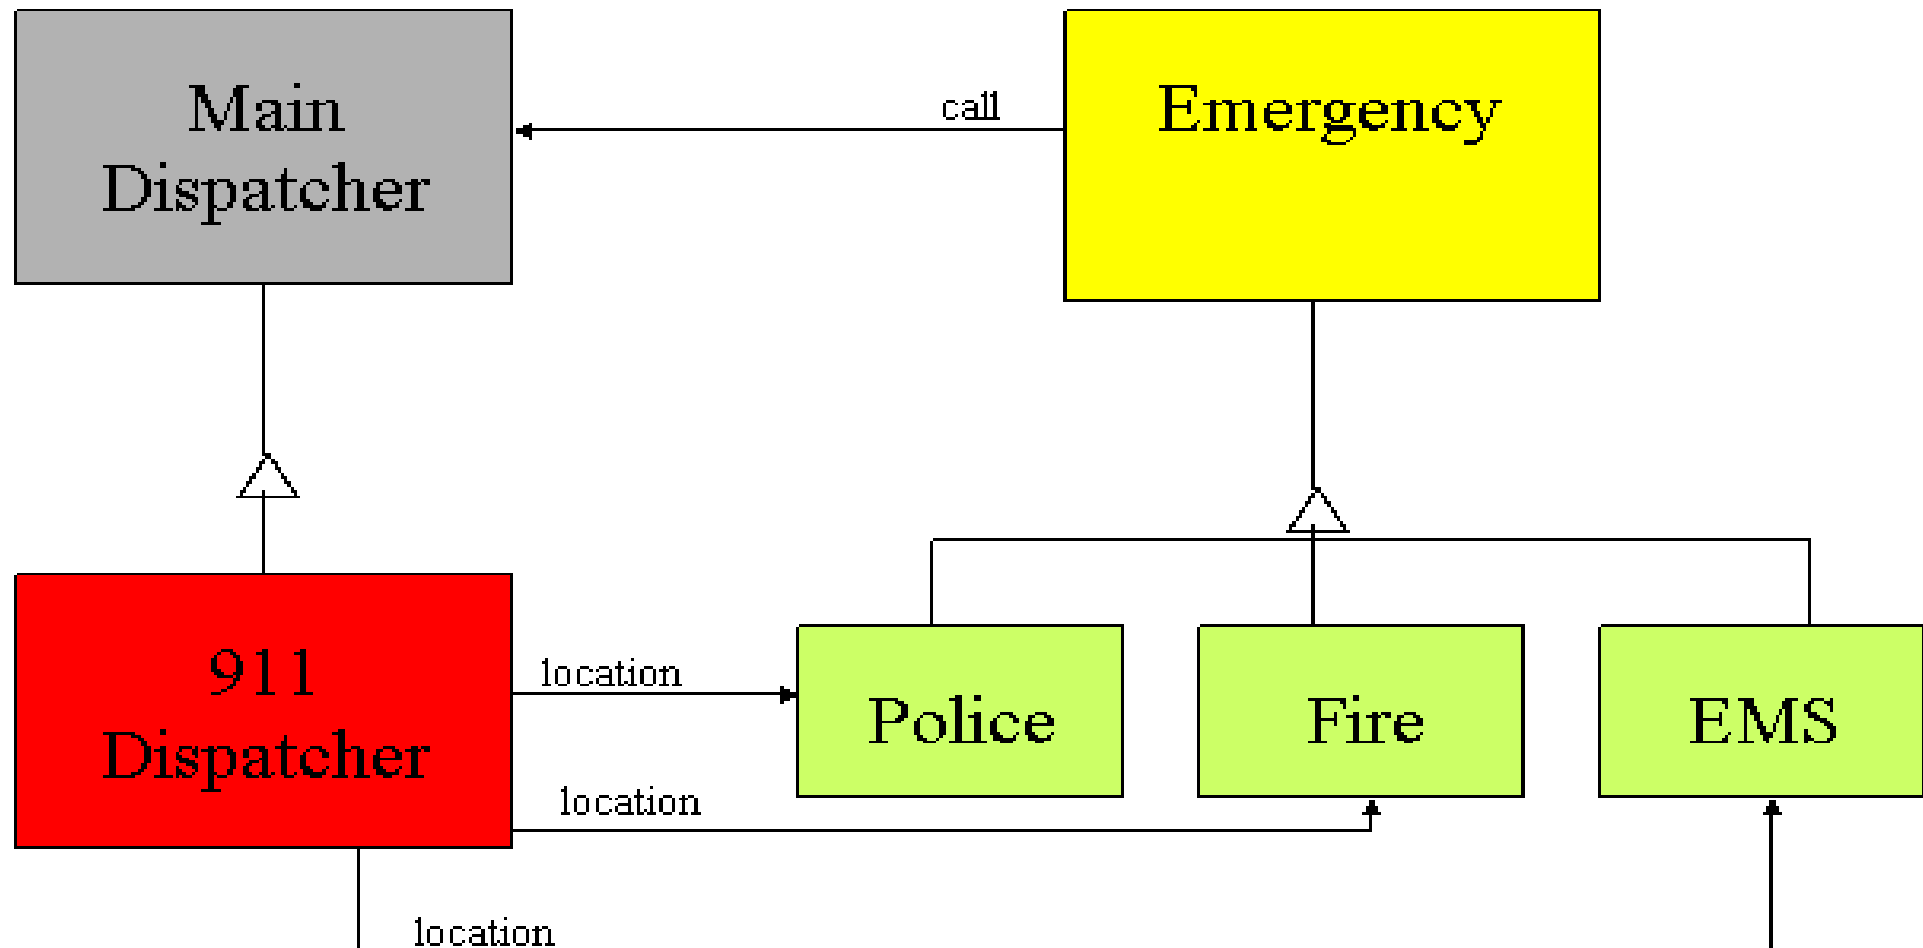 Main
Dispatcher
call
Emergency
911
Dispatcher
location
Police
Fire
EMS
location
location